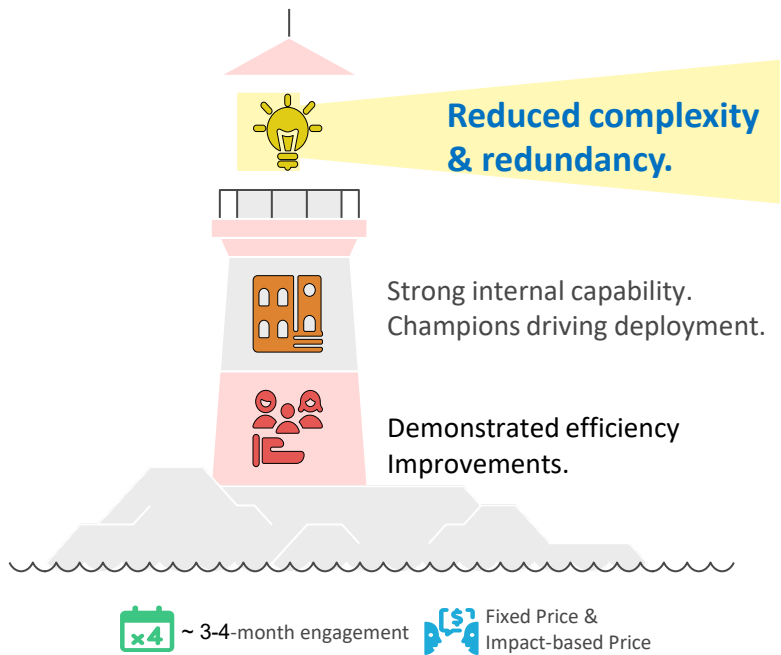 Reduced complexity
& redundancy.
Strong internal capability.
Champions driving deployment.
Demonstrated efficiency
Improvements.
x4
~ 3-4-month engagement
[$]
Fixed Price &
Impact-based Price